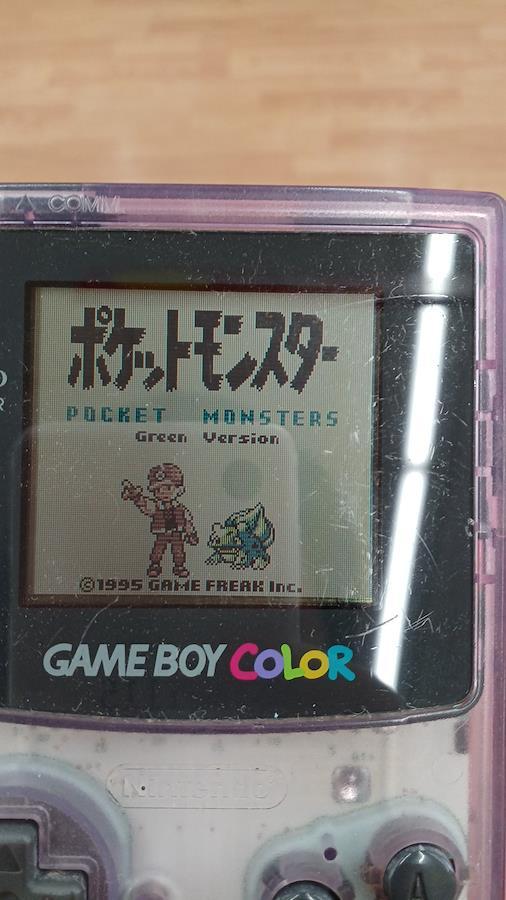 COMM
ポケットモンスター
POCKET MONSTERS
Green Version
©1995 GAME FREAK Inc.
GAME BOY COLOR
Nintendo
A